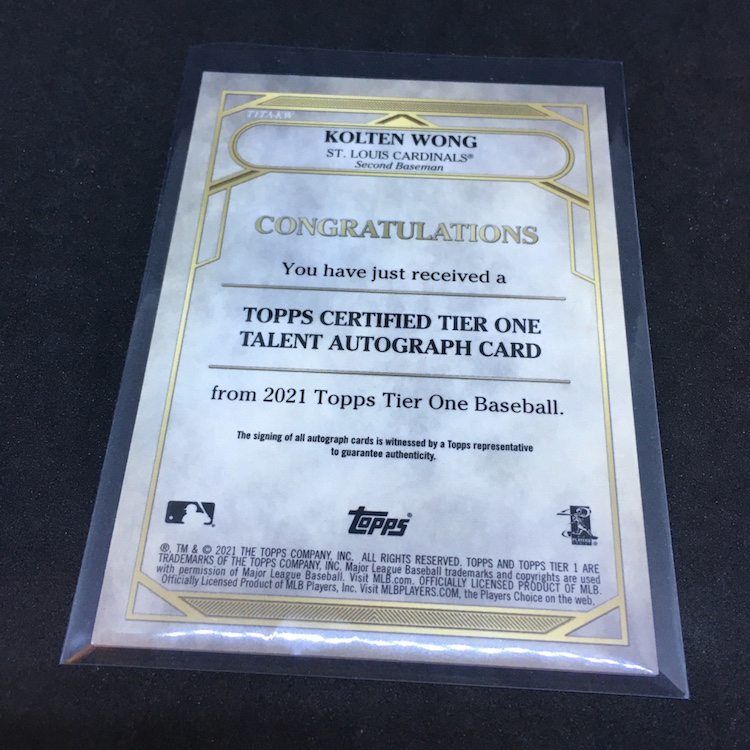 T1TA-KW
KOLTEN WONG
ST. LOUIS CARDINALS®
Second Baseman
CONGRATULATIONS
You have just received a
TOPPS CERTIFIED TIER ONE
TALENT AUTOGRAPH CARD
from 2021 Topps Tier One Baseball.
The signing of all autograph cards is witnessed by a Topps representative
to guarantee authenticity.
topps®
®, TM & © 2021 THE TOPPS COMPANY, INC. ALL RIGHTS RESERVED. TOPPS AND TOPPS TIER 1 ARE
TRADEMARKS OF THE TOPPS COMPANY, INC. Major League Baseball trademarks and copyrights are used
with permission of Major League Baseball. Visit MLB.com. OFFICIALLY LICENSED PRODUCT OF MLB.
Officially Licensed Product of MLB Players, Inc. Visit MLBPLAYERS.COM, the Players Choice on the web.